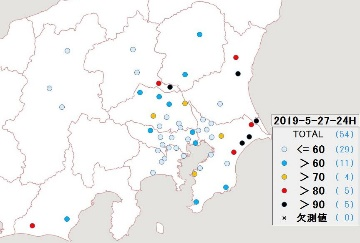 2019-5-27-24H
TOTAL (54)
<= 60 (29)
> 60 (11)
> 70 (4)
> 80 (5)
> 90 (5)
× 欠測値 (0)